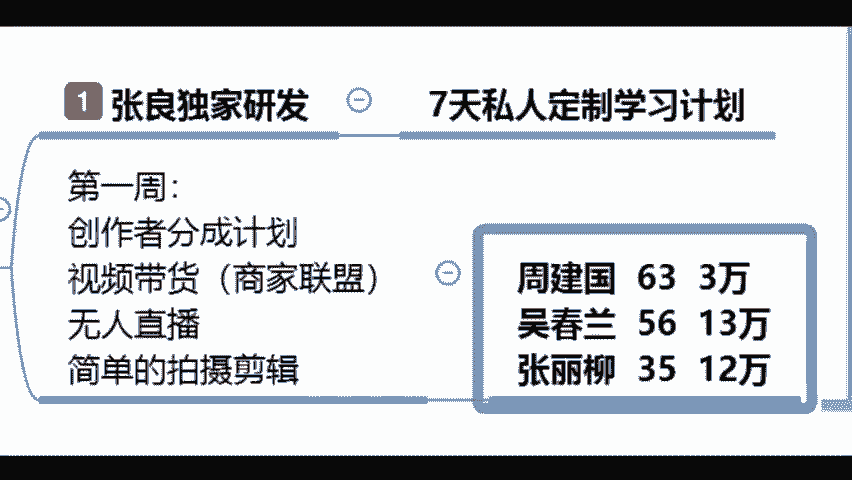 1 张良独家研发
7天私人定制学习计划
第一周：
创作者分成计划
视频带货（商家联盟）
无人直播
简单的拍摄剪辑
周建国 63 3万
吴春兰 56 13万
张丽柳 35 12万